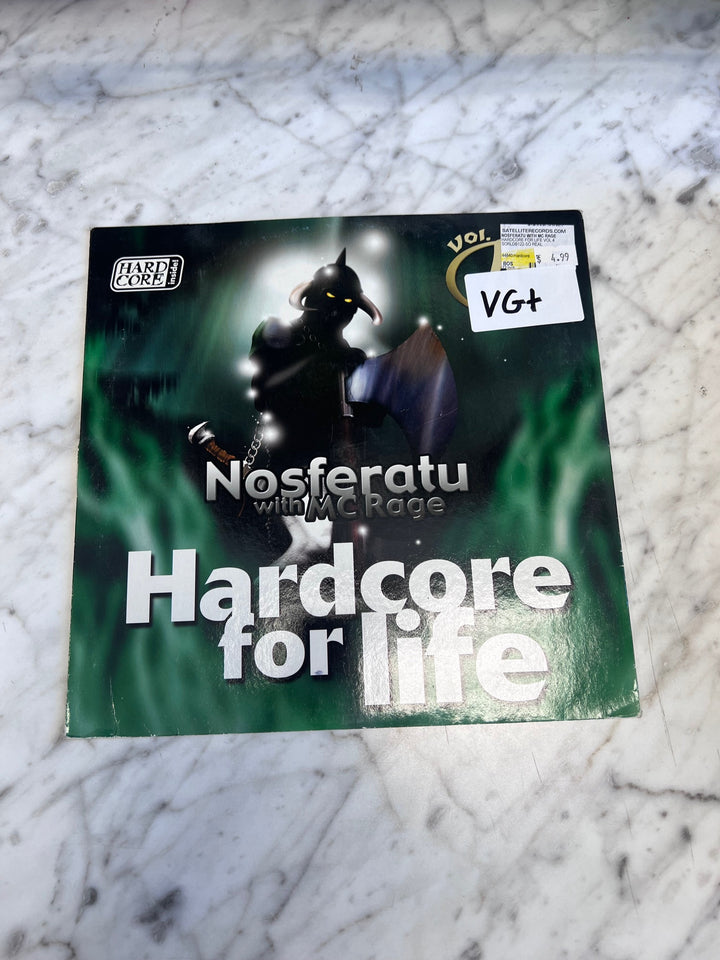 HARD
CORE inside!
Vol.
SATELLITERECORDS.COM
NOSFERATU WITH MC RAGE
HARDCORE FOR LIFE VOL 4
$ 4.99
BOS
VG+
Nosferatu
with MC Rage
Hardcore
for life